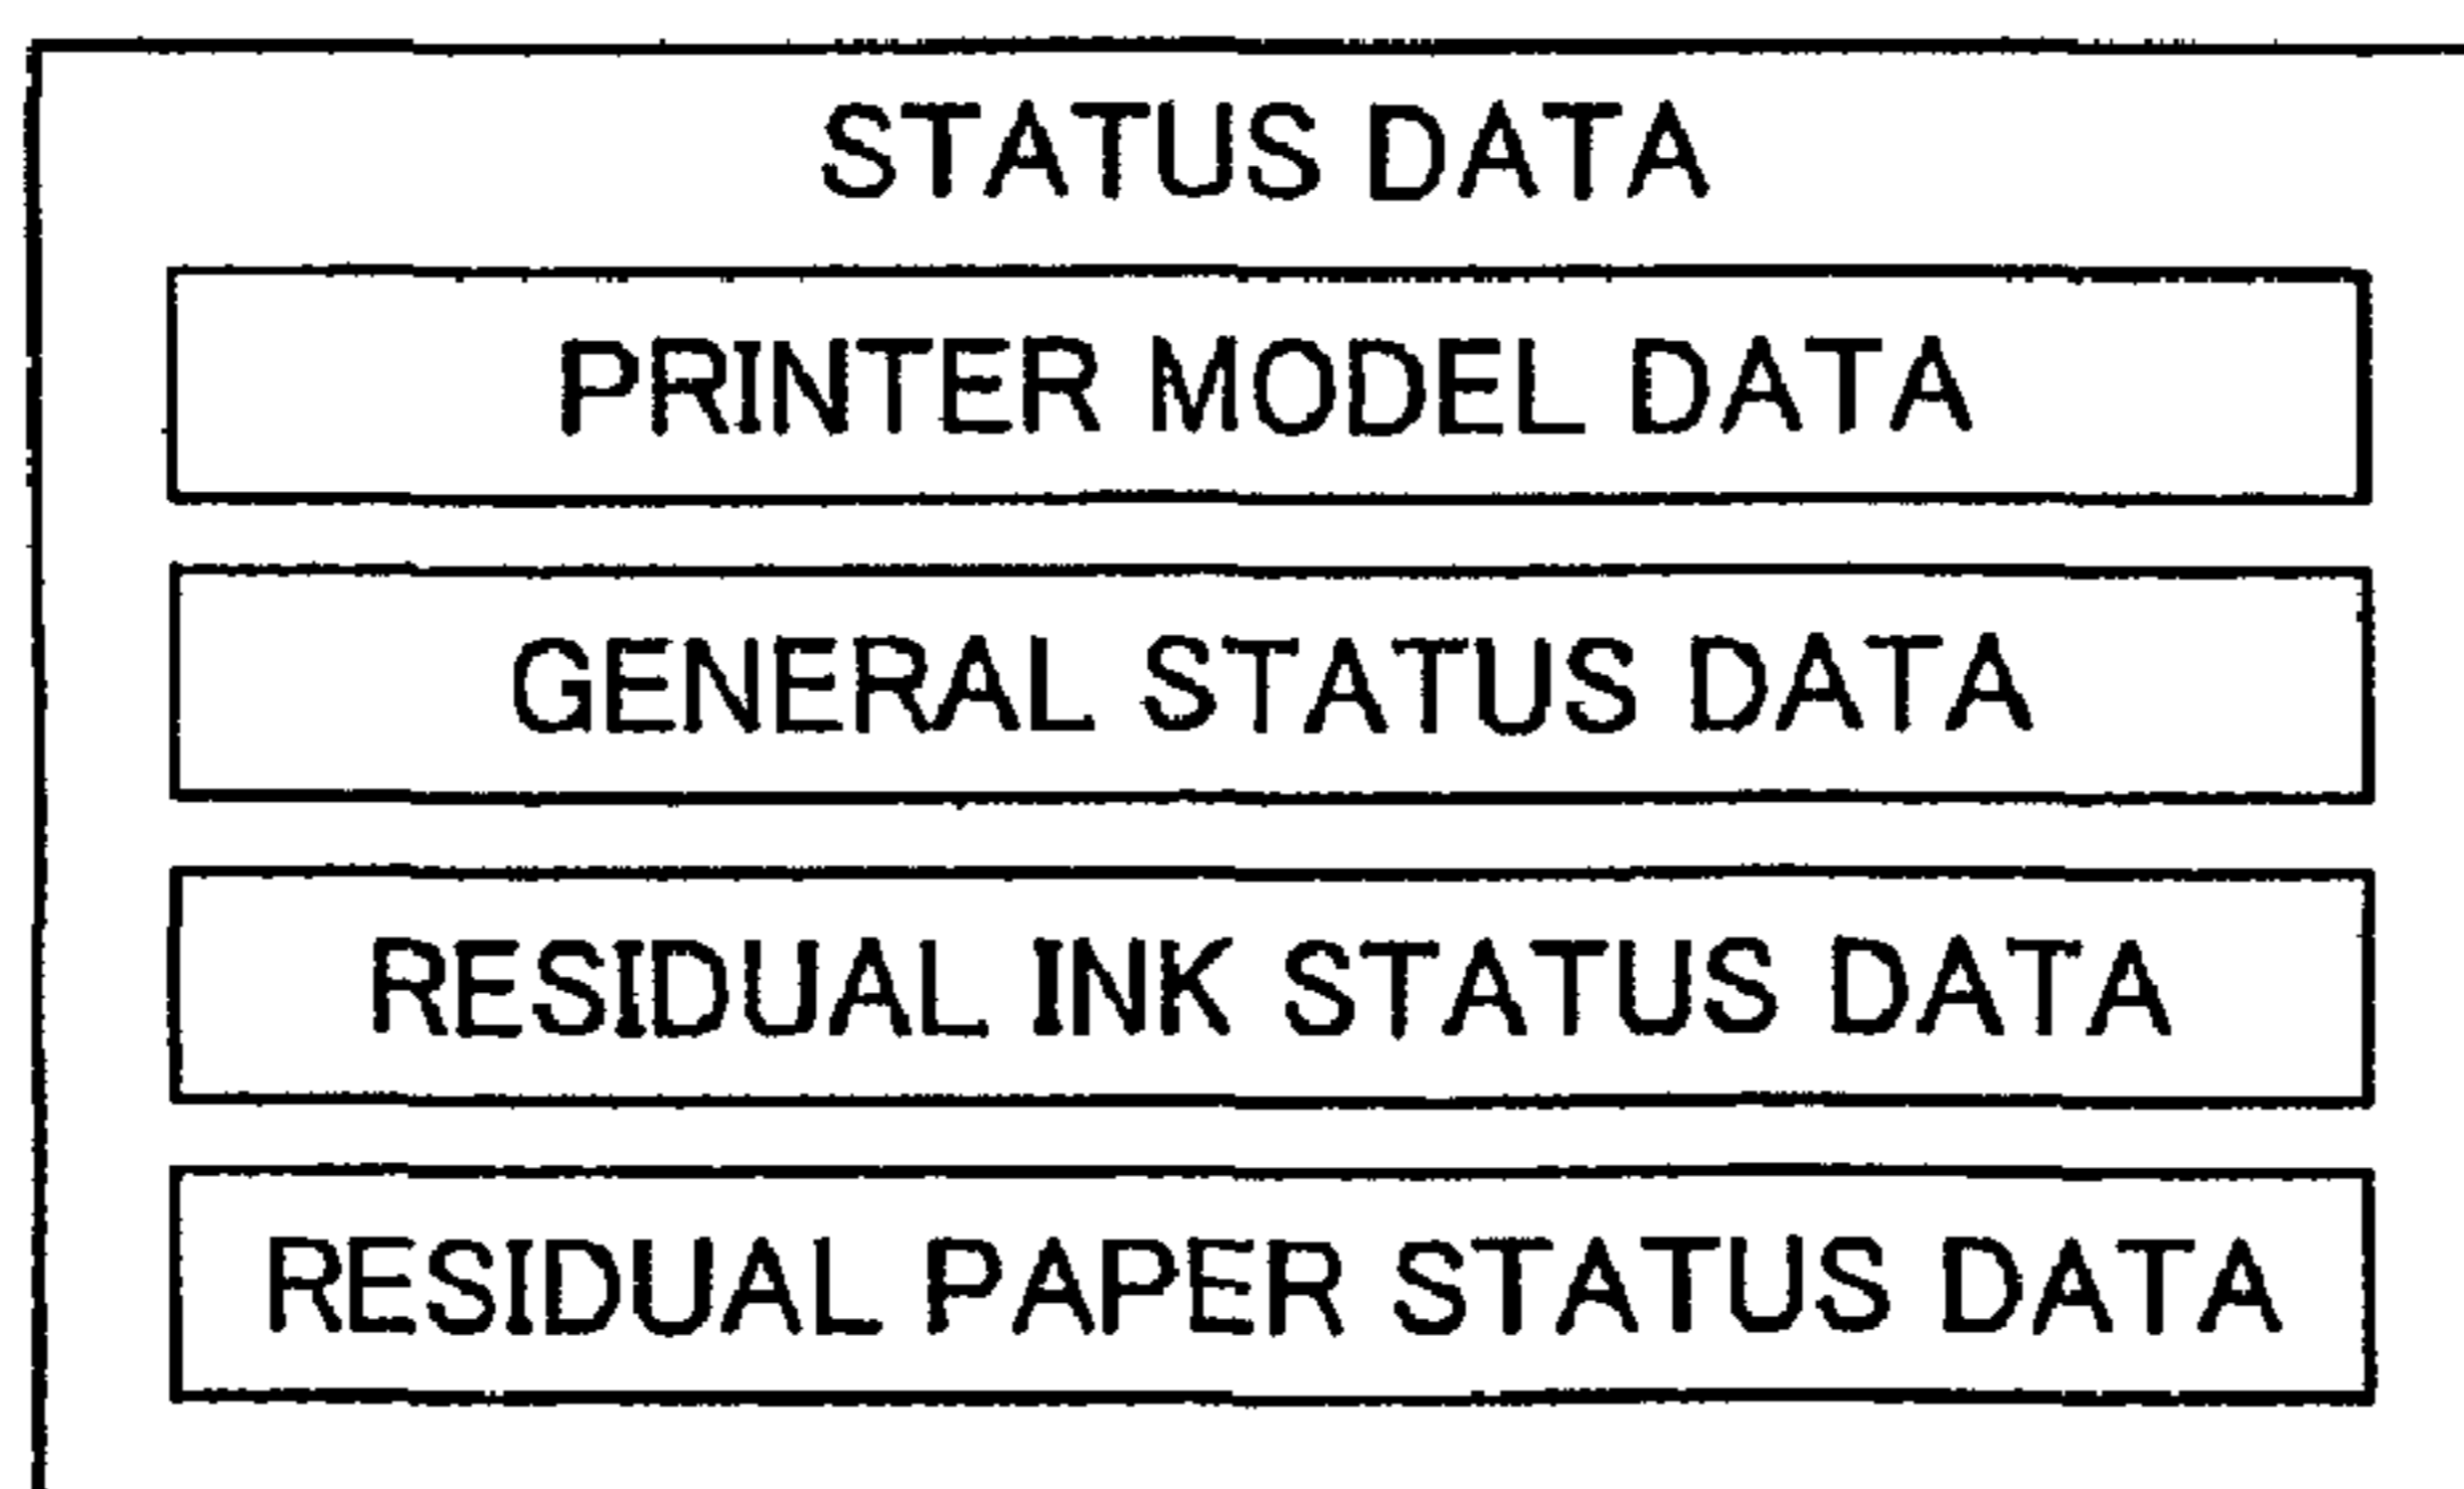 STATUS DATA
PRINTER MODEL DATA
GENERAL STATUS DATA
RESIDUAL INK STATUS DATA
RESIDUAL PAPER STATUS DATA